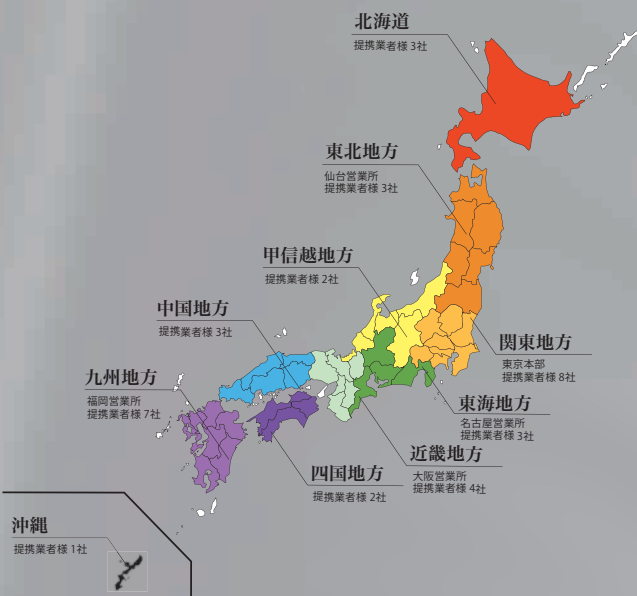 北海道
提携業者様 3社
東北地方
仙台営業所
提携業者様 3社
甲信越地方
提携業者様 2社
中国地方
提携業者様 3社
関東地方
東京本部
提携業者様 8社
九州地方
福岡営業所
提携業者様 7社
東海地方
名古屋営業所
提携業者様 3社
近畿地方
大阪営業所
提携業者様 4社
四国地方
提携業者様 2社
沖縄
提携業者様 1社